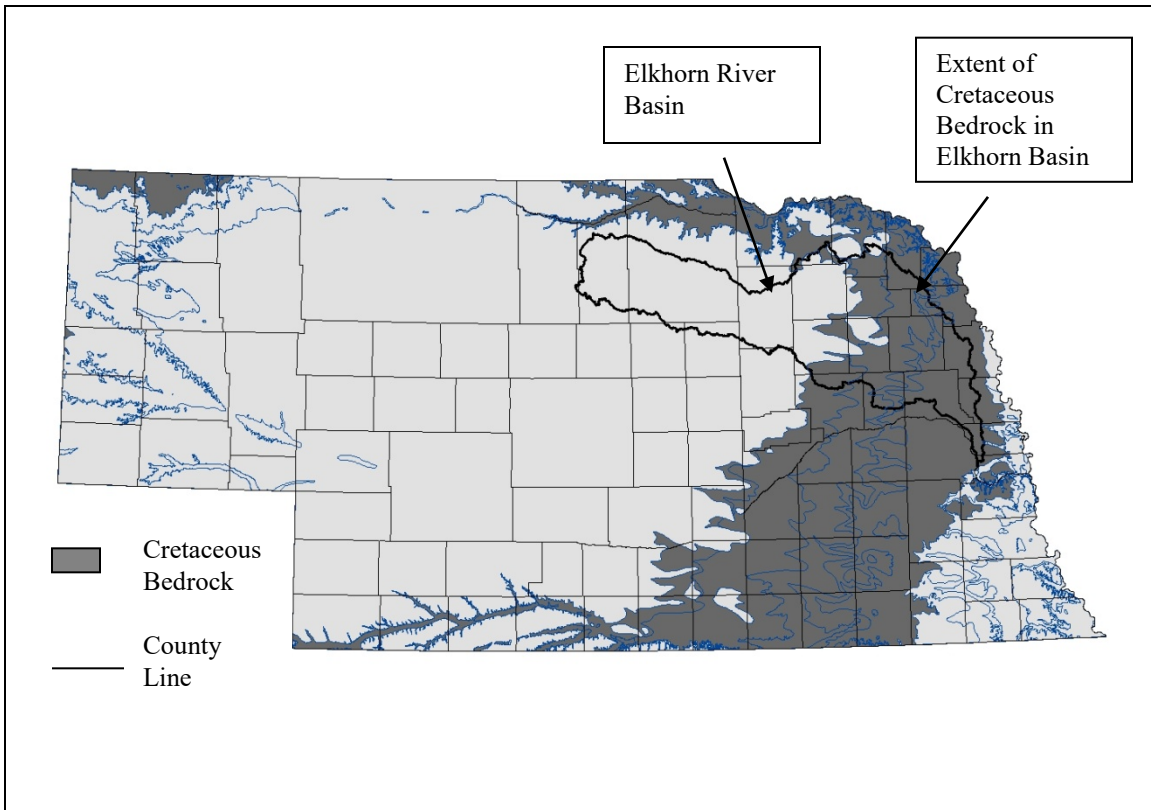 Elkhorn River
Basin
Extent of
Cretaceous
Bedrock in
Elkhorn Basin
Cretaceous
Bedrock
County
Line